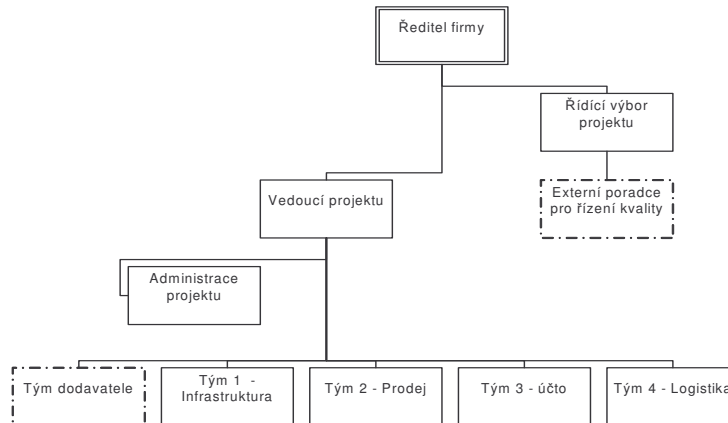 Ředitel firmy
Řídící výbor
projektu
Vedoucí projektu
Externí poradce
pro řízení kvality
Administrace
projektu
Tým dodavatele
Tým 1 -
Infrastruktura
Tým 2 - Prodej
Tým 3 - účto
Tým 4 - Logistika